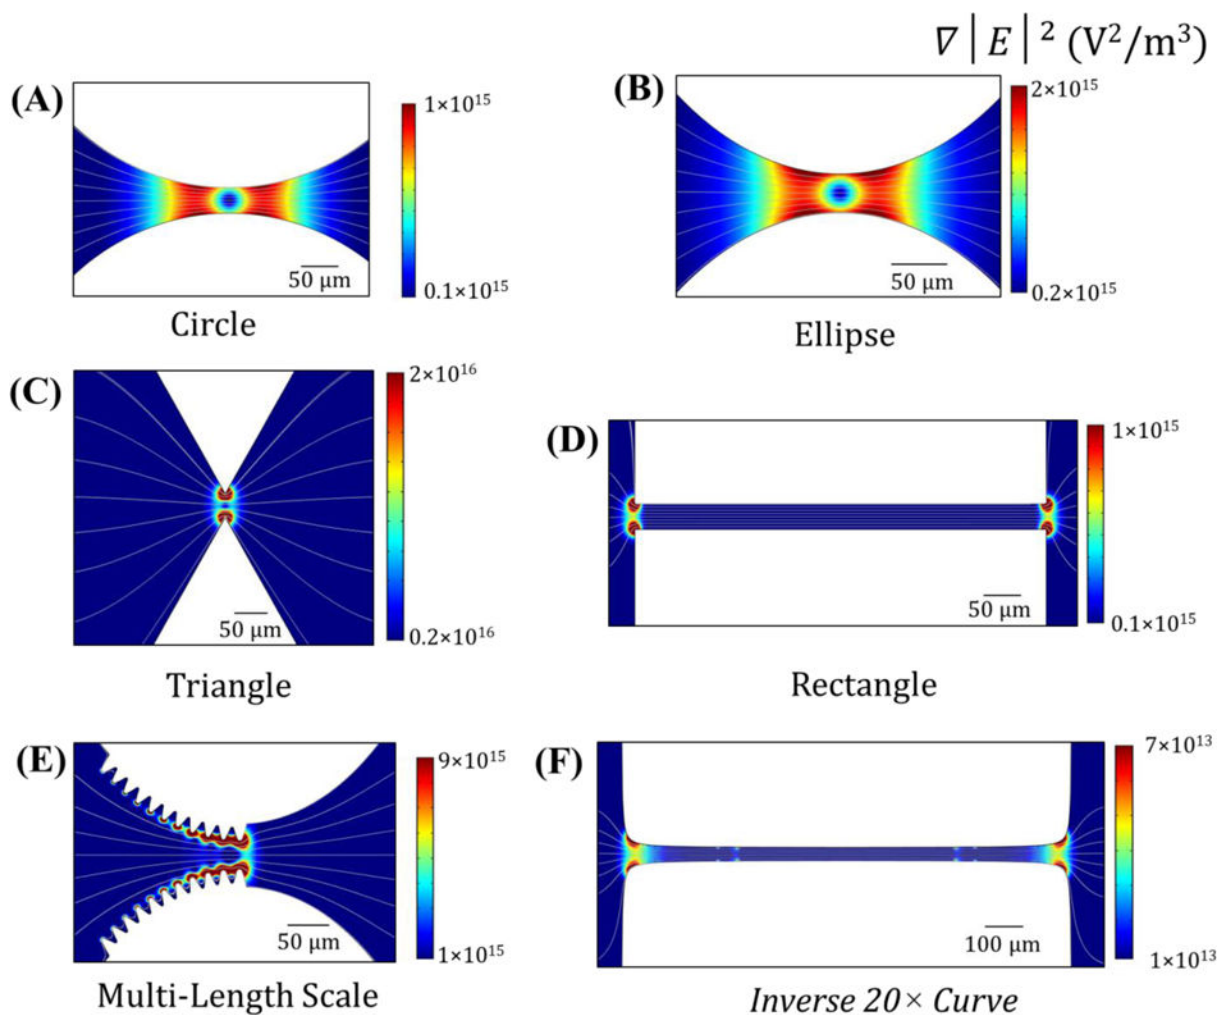 ∇ | E | ² (V²/m³)
(A)
1×10¹⁵
50 μm
0.1×10¹⁵
Circle
(B)
2×10¹⁵
50 μm
0.2×10¹⁵
Ellipse
(C)
2×10¹⁶
50 μm
0.2×10¹⁶
Triangle
(D)
1×10¹⁵
50 μm
0.1×10¹⁵
Rectangle
(E)
9×10¹⁵
50 μm
1×10¹⁵
Multi-Length Scale
(F)
7×10¹³
100 μm
1×10¹³
Inverse 20× Curve